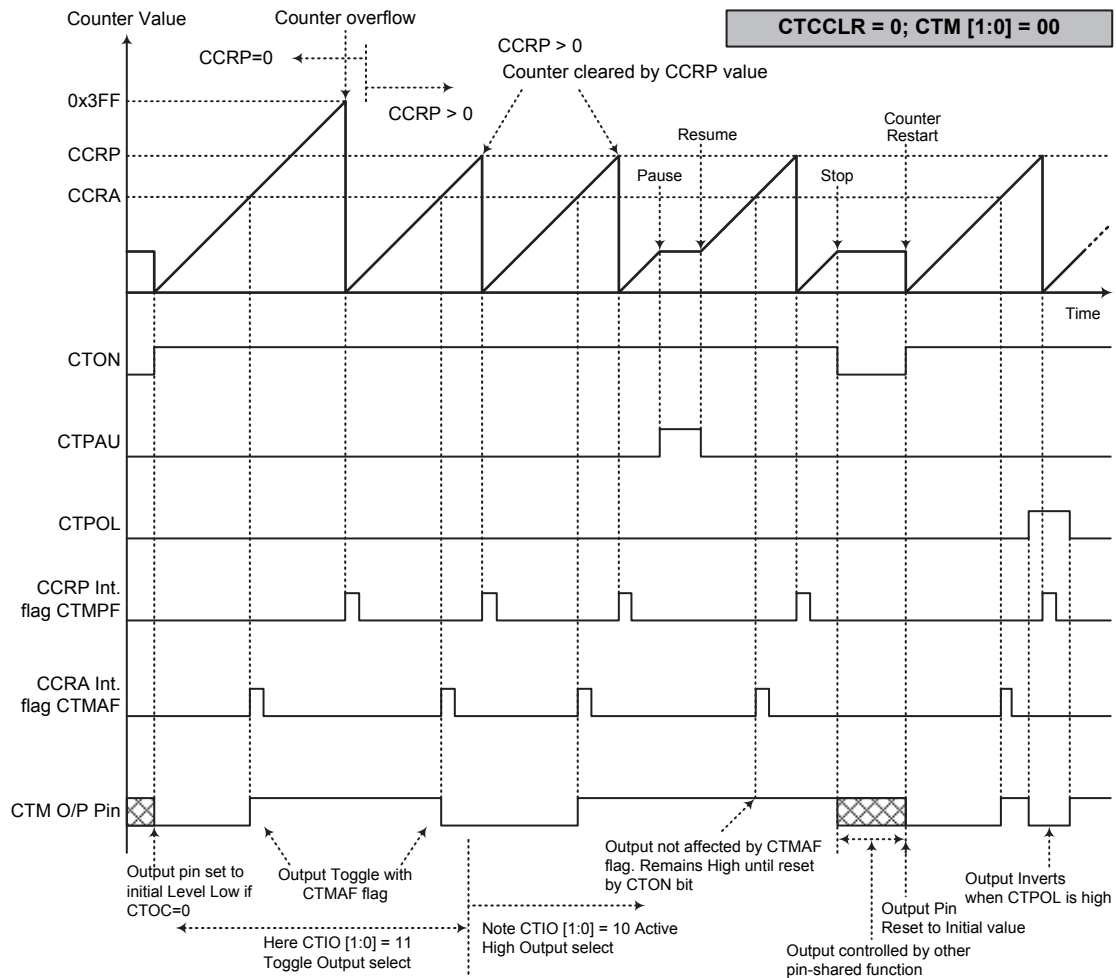 Counter Value
Counter overflow
CTCCLR = 0; CTM [1:0] = 00
CCRP=0
CCRP > 0
CCRP > 0
Counter cleared by CCRP value
0x3FF
CCRP
CCRA
Pause
Resume
Stop
Counter
Restart
Time
CTON
CTPAU
CTPOL
CCRP Int.
flag CTMPF
CCRA Int.
flag CTMAF
CTM O/P Pin
Output pin set to
initial Level Low if
CTOC=0
Output Toggle with
CTMAF flag
Here CTIO [1:0] = 11
Toggle Output select
Note CTIO [1:0] = 10 Active
High Output select
Output not affected by CTMAF
flag. Remains High until reset
by CTON bit
Output controlled by other
pin-shared function
Output Pin
Reset to Initial value
Output Inverts
when CTPOL is high